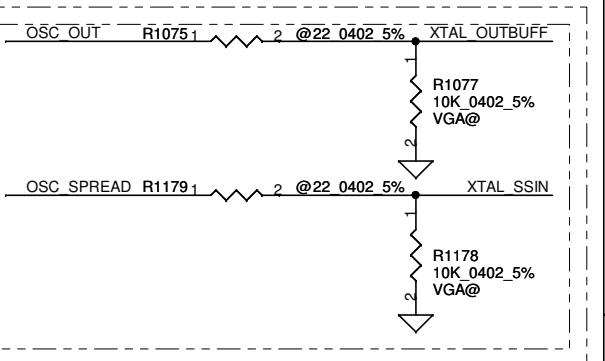 OSC_OUT R1075 1 2 @22_0402_5% XTAL_OUTBUFF
1
R1077
10K_0402_5%
VGA@
2
OSC_SPREAD R1179 1 2 @22_0402_5% XTAL_SSIN
1
R1178
10K_0402_5%
VGA@
2